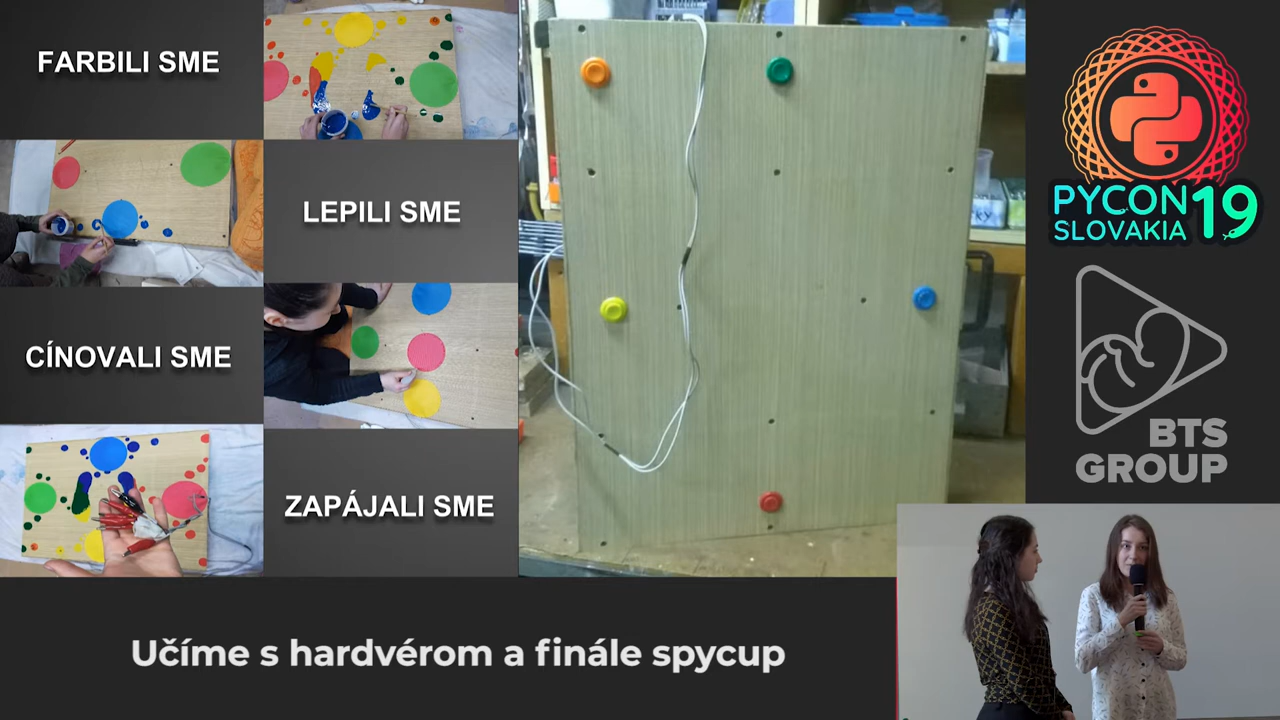 FARBILI SME
LEPILI SME
CÍNOVALI SME
ZAPÁJALI SME
PYCON 19
SLOVAKIA
BTS
GROUP
Učíme s hardvérom a finále spycup